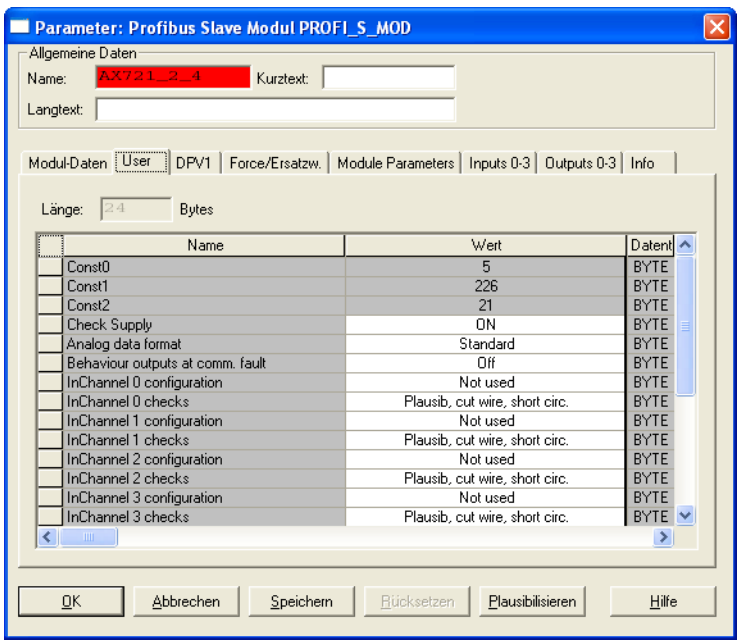 Parameter: Profibus Slave Modul PROFI_S_MOD
Allgemeine Daten
Name: AX721_2_4 Kurztext:
Langtext:
Modul-Daten User DPV1 Force/Ersatzw. Module Parameters Inputs 0-3 Outputs 0-3 Info
Länge: 24 Bytes
Name Wert Datent
Const0 5 BYTE
Const1 226 BYTE
Const2 21 BYTE
Check Supply ON BYTE
Analog data format Standard BYTE
Behaviour outputs at comm. fault Off BYTE
InChannel 0 configuration Not used BYTE
InChannel 0 checks Plausib, cut wire, short circ. BYTE
InChannel 1 configuration Not used BYTE
InChannel 1 checks Plausib, cut wire, short circ. BYTE
InChannel 2 configuration Not used BYTE
InChannel 2 checks Plausib, cut wire, short circ. BYTE
InChannel 3 configuration Not used BYTE
InChannel 3 checks Plausib, cut wire, short circ. BYTE
OK Abbrechen Speichern Rücksetzen Plausibilisieren Hilfe